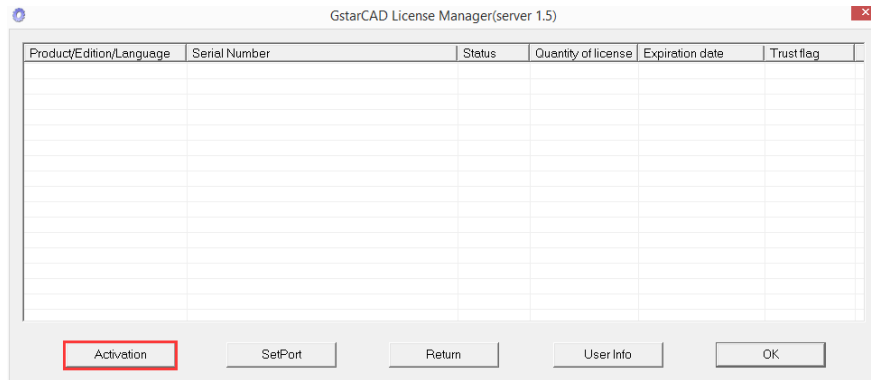 GstarCAD License Manager(server 1.5)
Product/Edition/Language Serial Number Status Quantity of license Expiration date Trust flag
Activation SetPort Return User Info OK